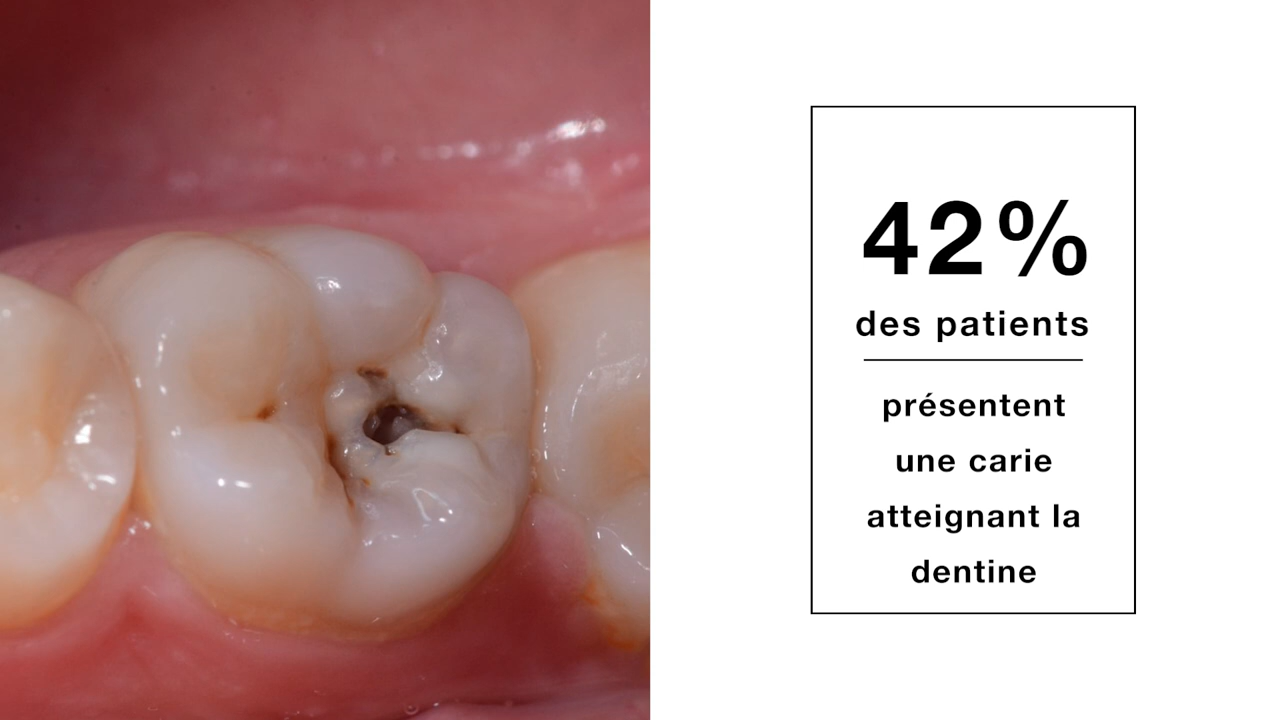 42%
des patients
présentent
une carie
atteignant la
dentine